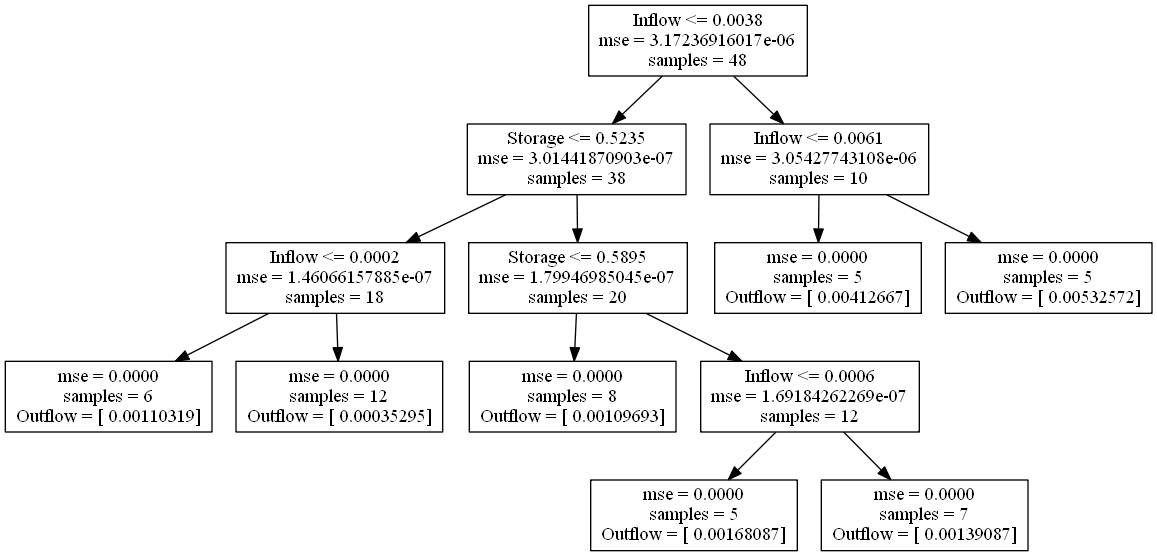 Inflow <= 0.0038
mse = 3.17236916017e-06
samples = 48
Storage <= 0.5235
mse = 3.01441870903e-07
samples = 38
Inflow <= 0.0061
mse = 3.05427743108e-06
samples = 10
Inflow <= 0.0002
mse = 1.46066157885e-07
samples = 18
Storage <= 0.5895
mse = 1.79946985045e-07
samples = 20
mse = 0.0000
samples = 5
Outflow = [ 0.00412667]
mse = 0.0000
samples = 5
Outflow = [ 0.00532572]
mse = 0.0000
samples = 6
Outflow = [ 0.00110319]
mse = 0.0000
samples = 12
Outflow = [ 0.00035295]
mse = 0.0000
samples = 8
Outflow = [ 0.00109693]
Inflow <= 0.0006
mse = 1.69184262269e-07
samples = 12
mse = 0.0000
samples = 5
Outflow = [ 0.00168087]
mse = 0.0000
samples = 7
Outflow = [ 0.00139087]